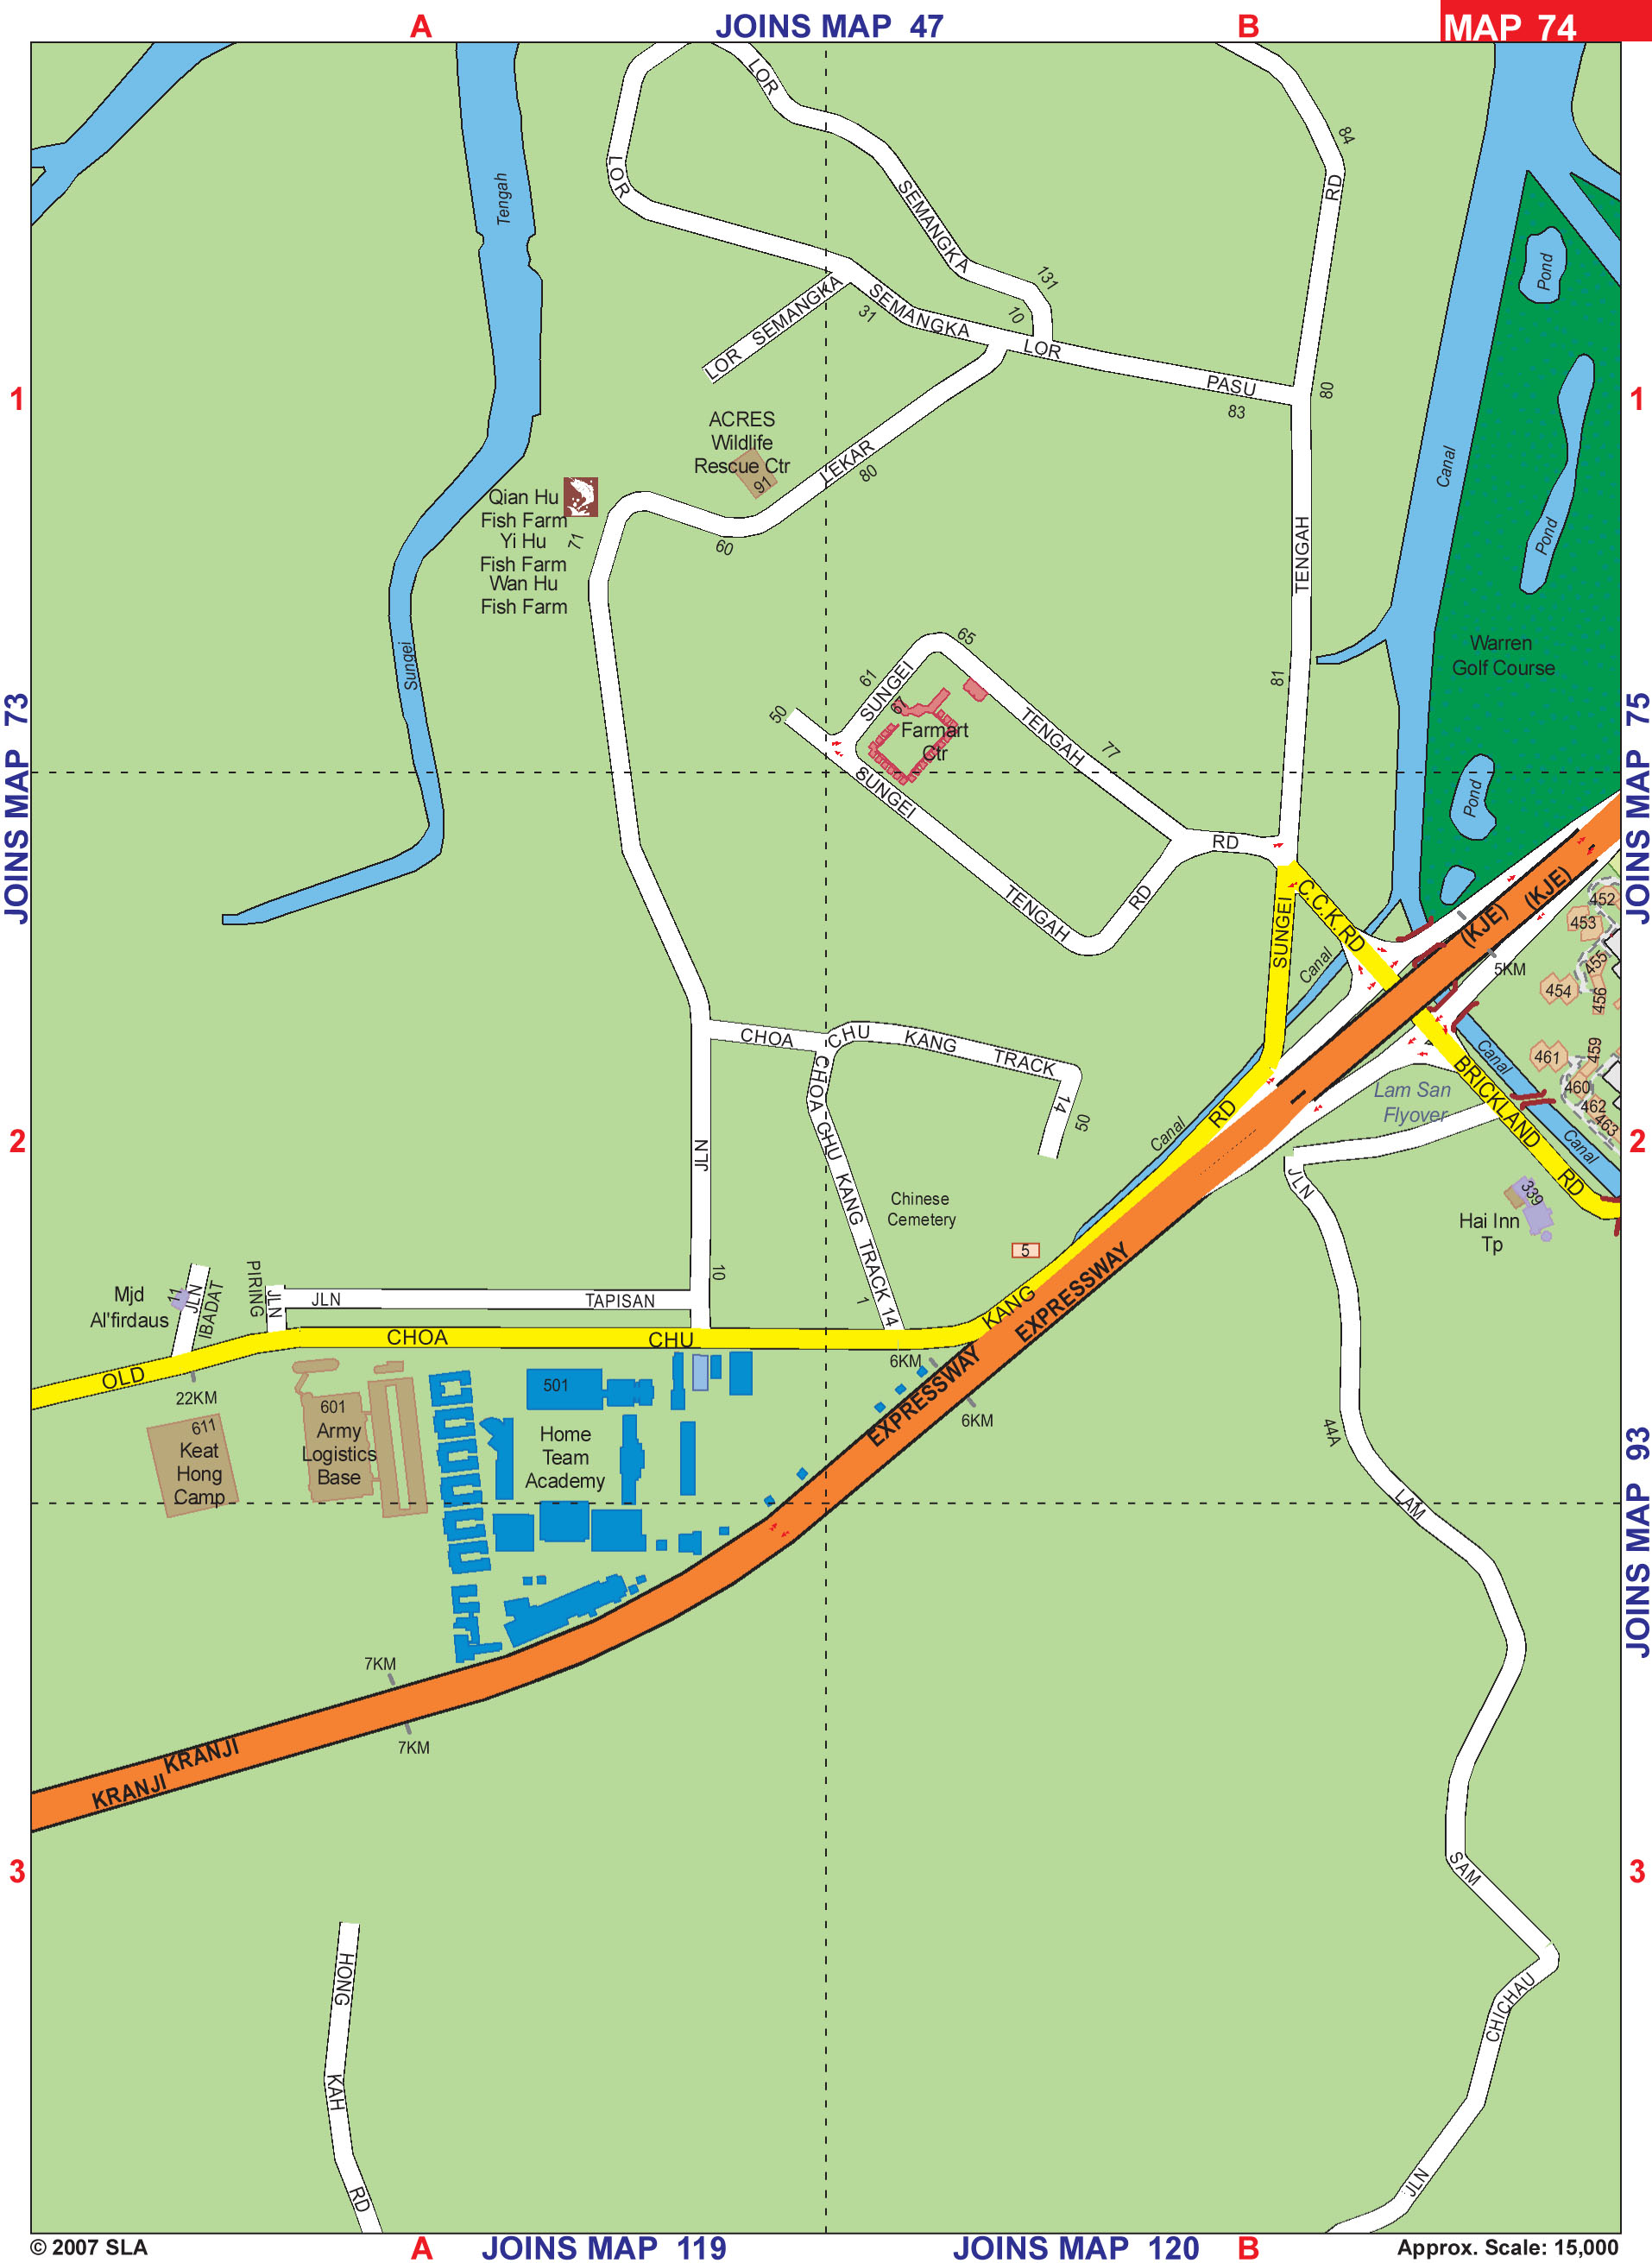 A
JOINS MAP 47
B
MAP 74
LOR
84
LOR
Tengah
RD
SEMANGKA
Pond
131
LOR SEMANGKA
31
SEMANGKA
10
LOR
PASU
83
80
1
1
ACRES
Wildlife
Rescue Ctr
91
LEKAR
80
Canal
Qian Hu
Fish Farm
71
Yi Hu
Fish Farm
Wan Hu
Fish Farm
60
TENGAH
Pond
Sungei
65
61
SUNGEI
67
Farmart
Ctr
50
TENGAH
77
81
Warren
Golf Course
JOINS MAP 73
JOINS MAP 75
SUNGEI
Pond
RD
TENGAH
RD
SUNGEI
C.C.K. RD
Canal
(KJE)
(KJE)
5KM
452
453
455
454
456
CHOA
CHU
KANG
TRACK
14
50
CHOA CHU KANG TRACK 14
1
Canal
461
459
460
462
463
Lam San
Flyover
BRICKLAND
RD
Canal
RD
Canal
2
2
JLN
JLN
339
Hai Inn
Tp
Chinese
Cemetery
5
Mjd
Al'firdaus
11
JLN
IBADAT
PIRING
JLN
JLN
TAPISAN
10
KANG
EXPRESSWAY
OLD
CHOA
CHU
6KM
EXPRESSWAY
6KM
22KM
611
Keat
Hong
Camp
601
Army
Logistics
Base
501
Home
Team
Academy
44A
LAM
JOINS MAP 93
7KM
7KM
KRANJI
KRANJI
3
3
SAM
HONG
KAH
RD
CHICHAU
JLN
© 2007 SLA
A
JOINS MAP 119
JOINS MAP 120
B
Approx. Scale: 15,000